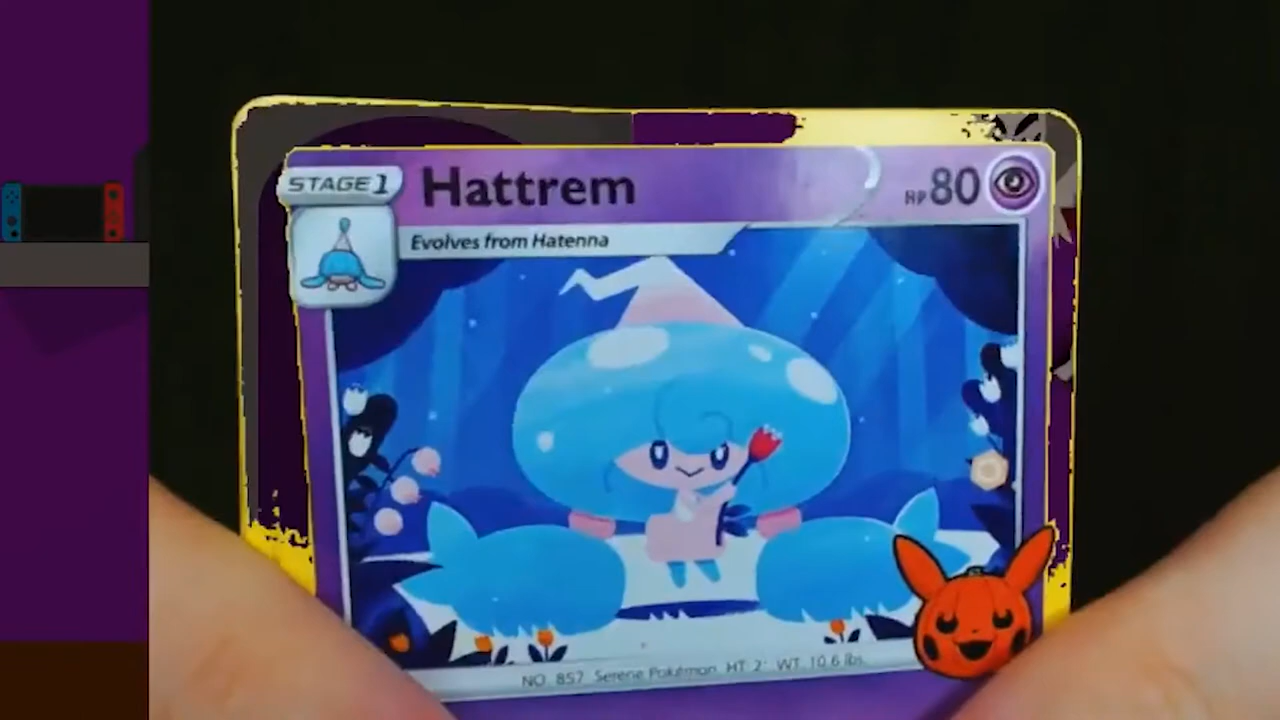 STAGE 1
Hattrem
HP 80
Evolves from Hatenna
NO. 857 Serene Pokémon HT: 2' WT: 10.6 lbs.